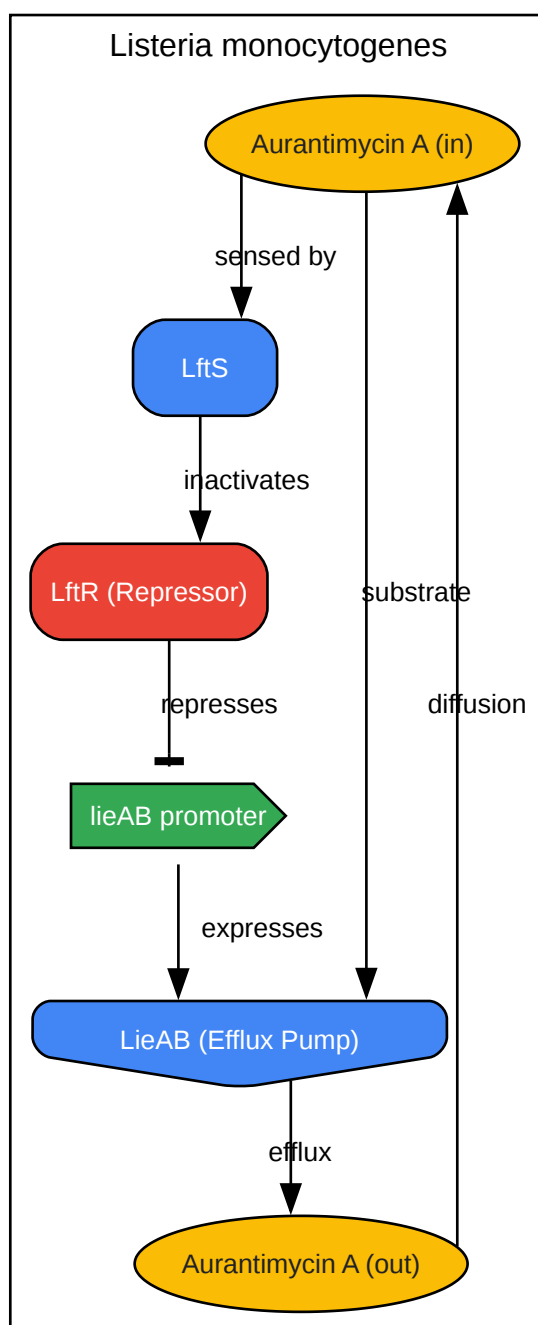 Listeria monocytogenes
Aurantimycin A (in)
sensed by
LftS
inactivates
LftR (Repressor)
substrate
represses
diffusion
lieAB promoter
expresses
LieAB (Efflux Pump)
efflux
Aurantimycin A (out)